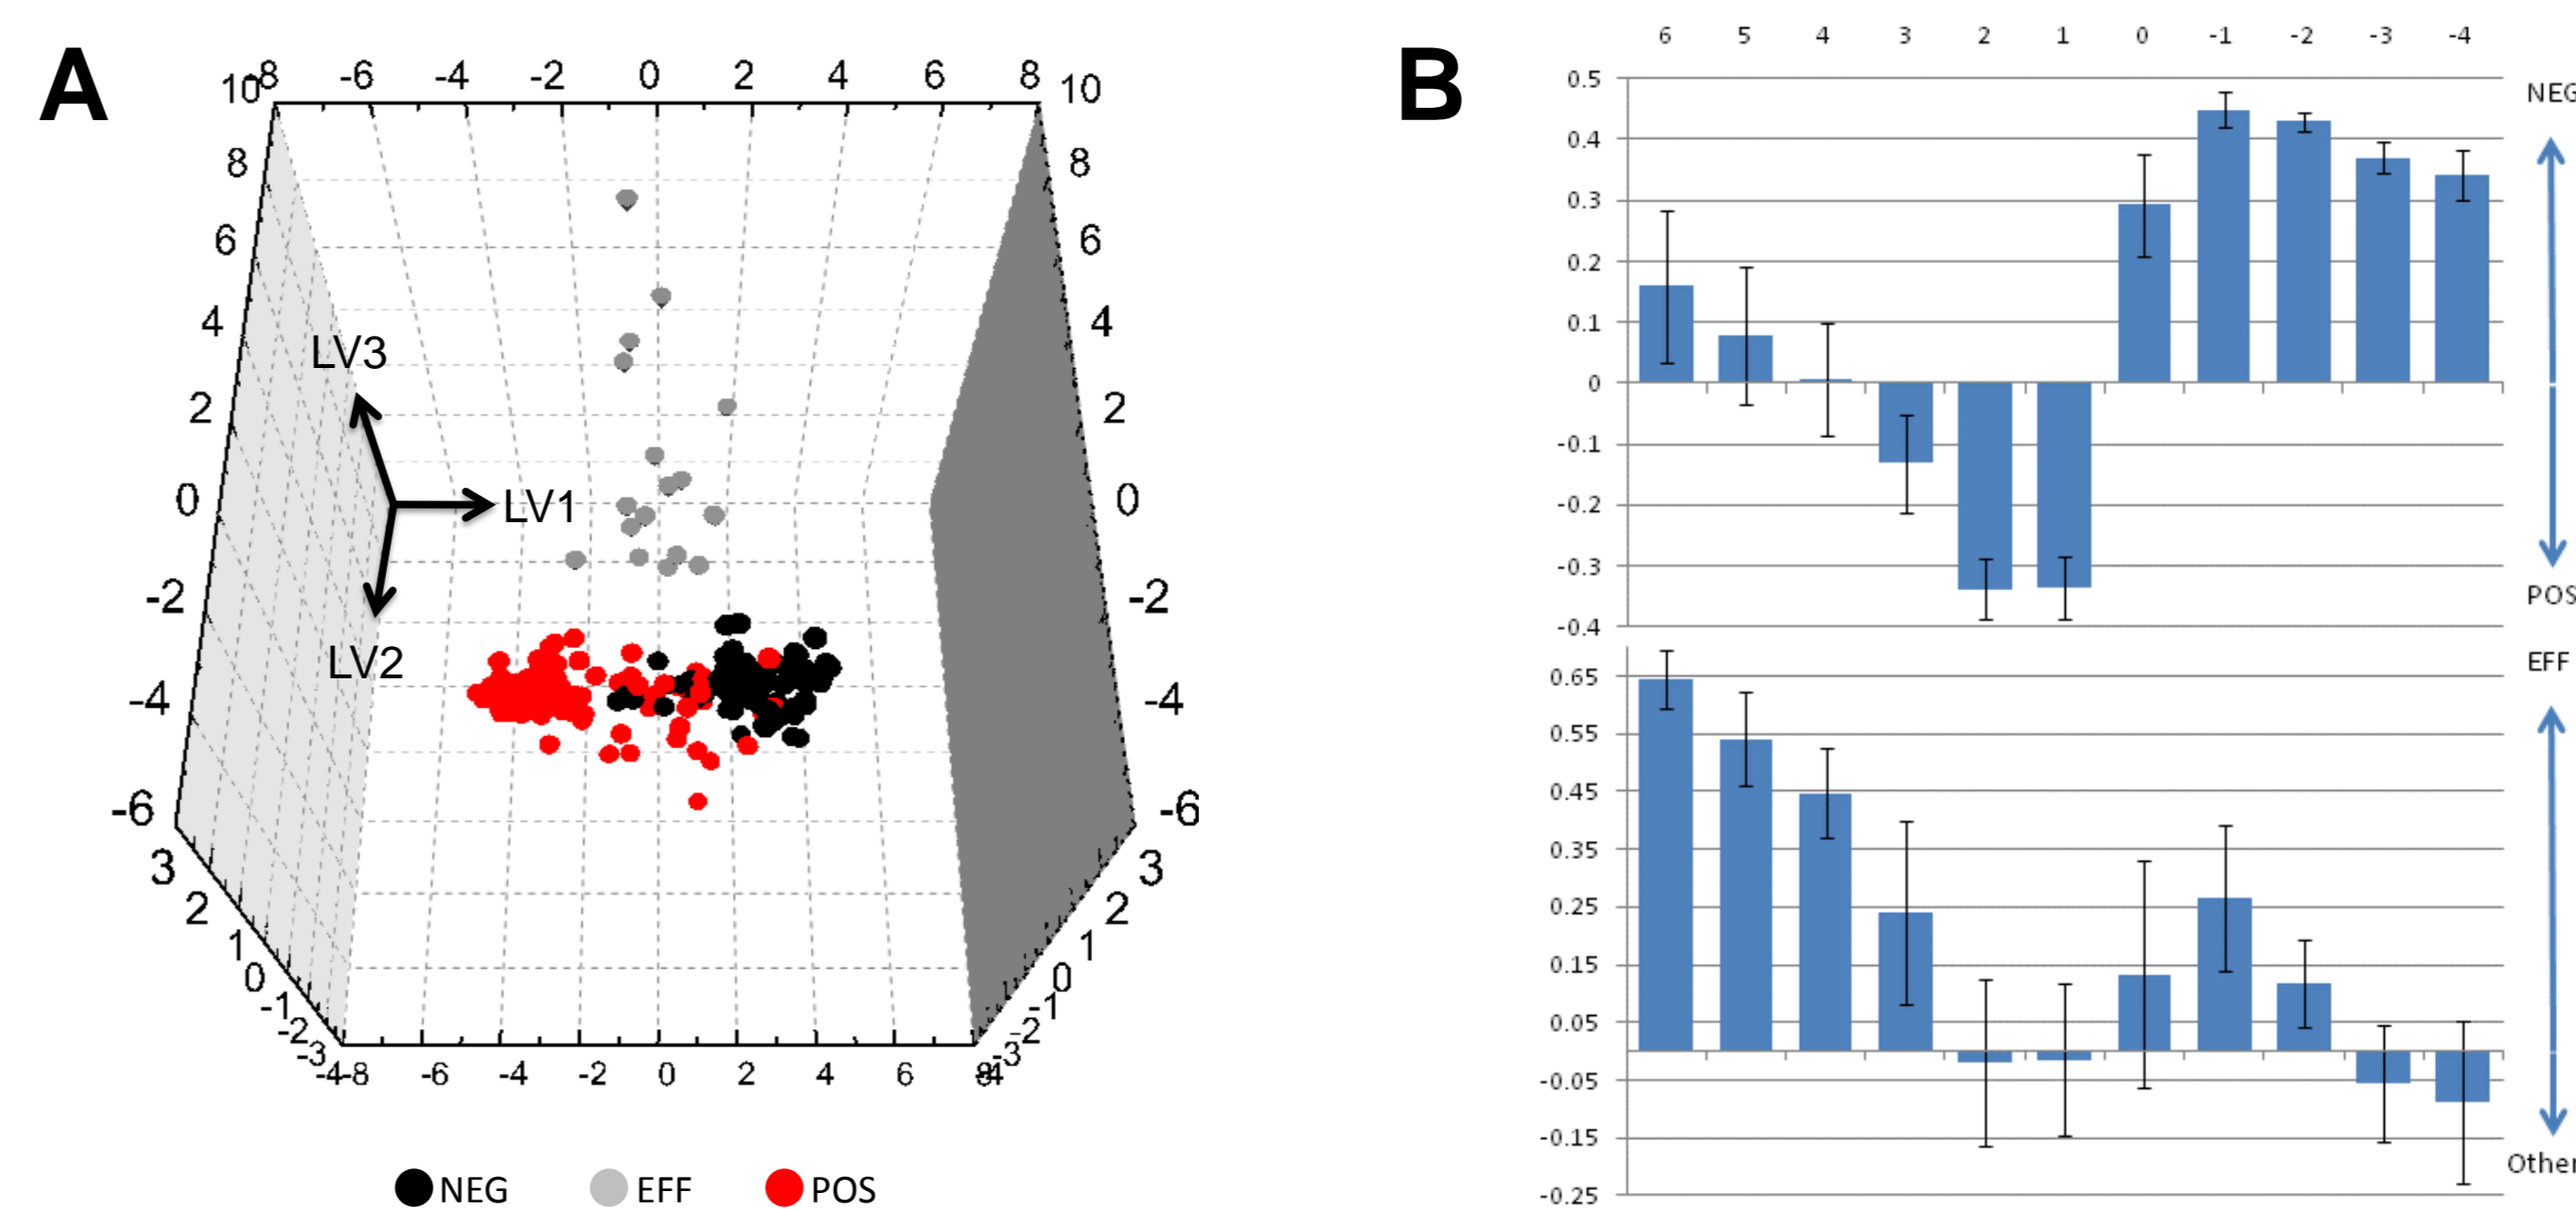 A
-8 -6 -4 -2 0 2 4 6 8
10 10
8 8
6 6
4 4
LV3
2 2
0 LV1 0
-2 -2
LV2
-4 -4
-6 -6
3 3
2 2
1 1
0 0
-1 -1
-2 -2
-3 -3
-4 -4
-8 -6 -4 -2 0 2 4 6 8
NEG EFF POS
B
6 5 4 3 2 1 0 -1 -2 -3 -4
0.5
NEG
0.4
0.3
0.2
0.1
0
-0.1
-0.2
-0.3
POS
-0.4
EFF
0.65
0.55
0.45
0.35
0.25
0.15
0.05
-0.05
-0.15
Other
-0.25